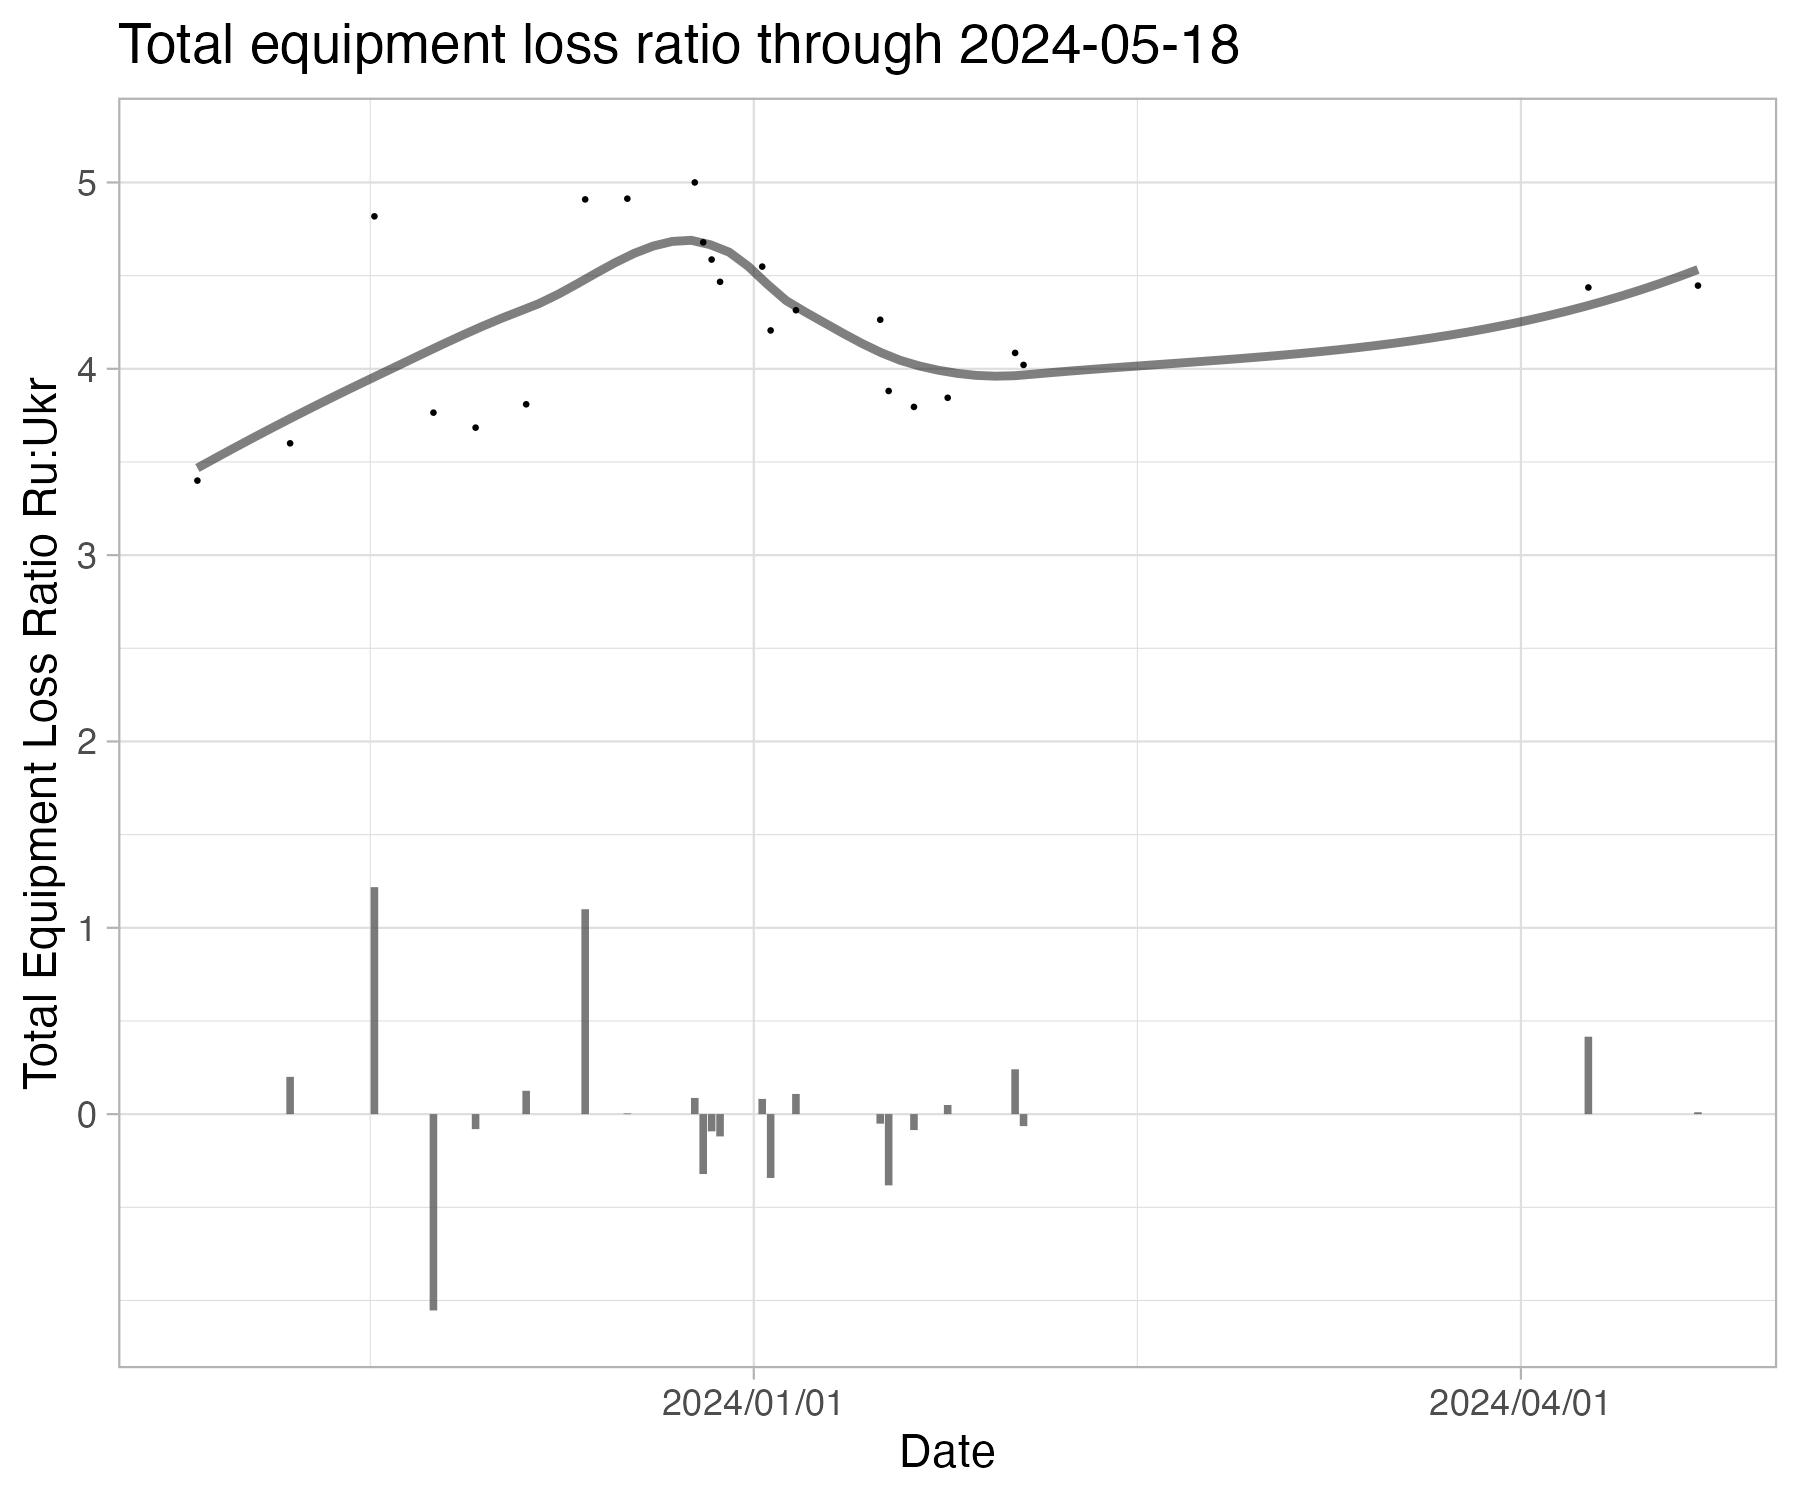 Total equipment loss ratio through 2024-05-18
Total Equipment Loss Ratio Ru:Ukr
5
4
3
2
1
0
2024/01/01
2024/04/01
Date